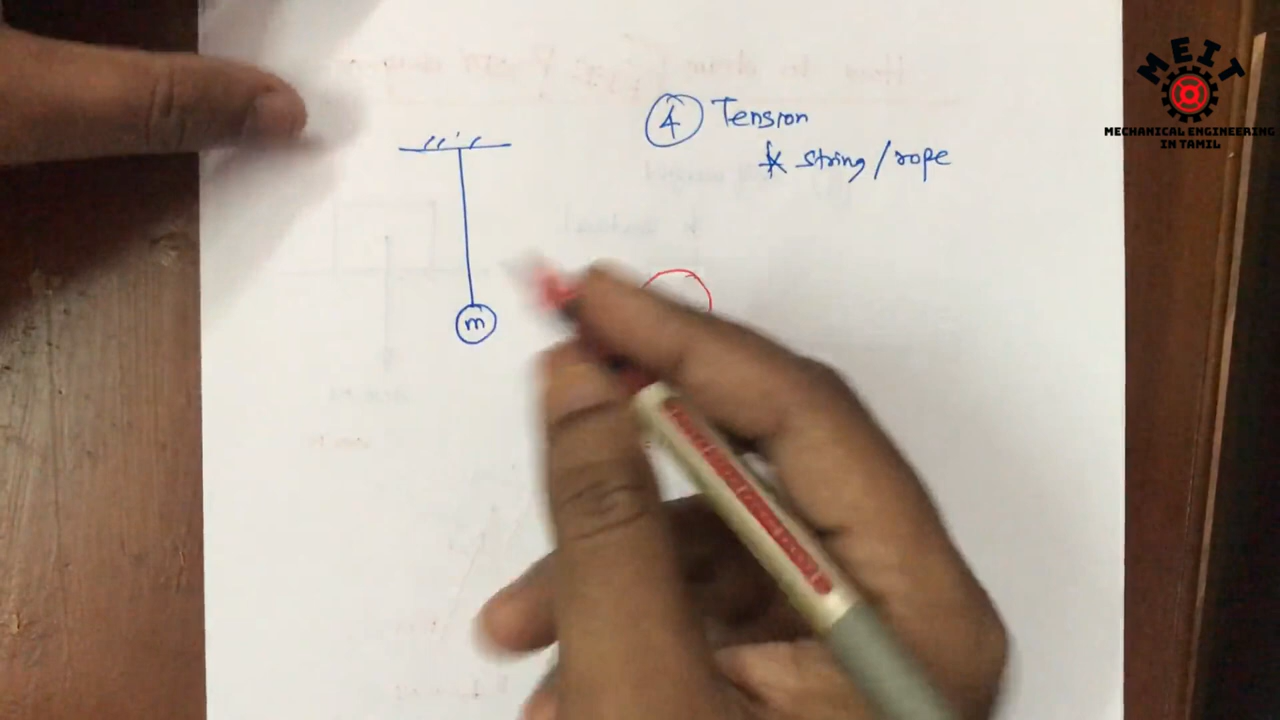 ④ Tension
* string/rope
m
MEIT
MECHANICAL ENGINEERING
IN TAMIL